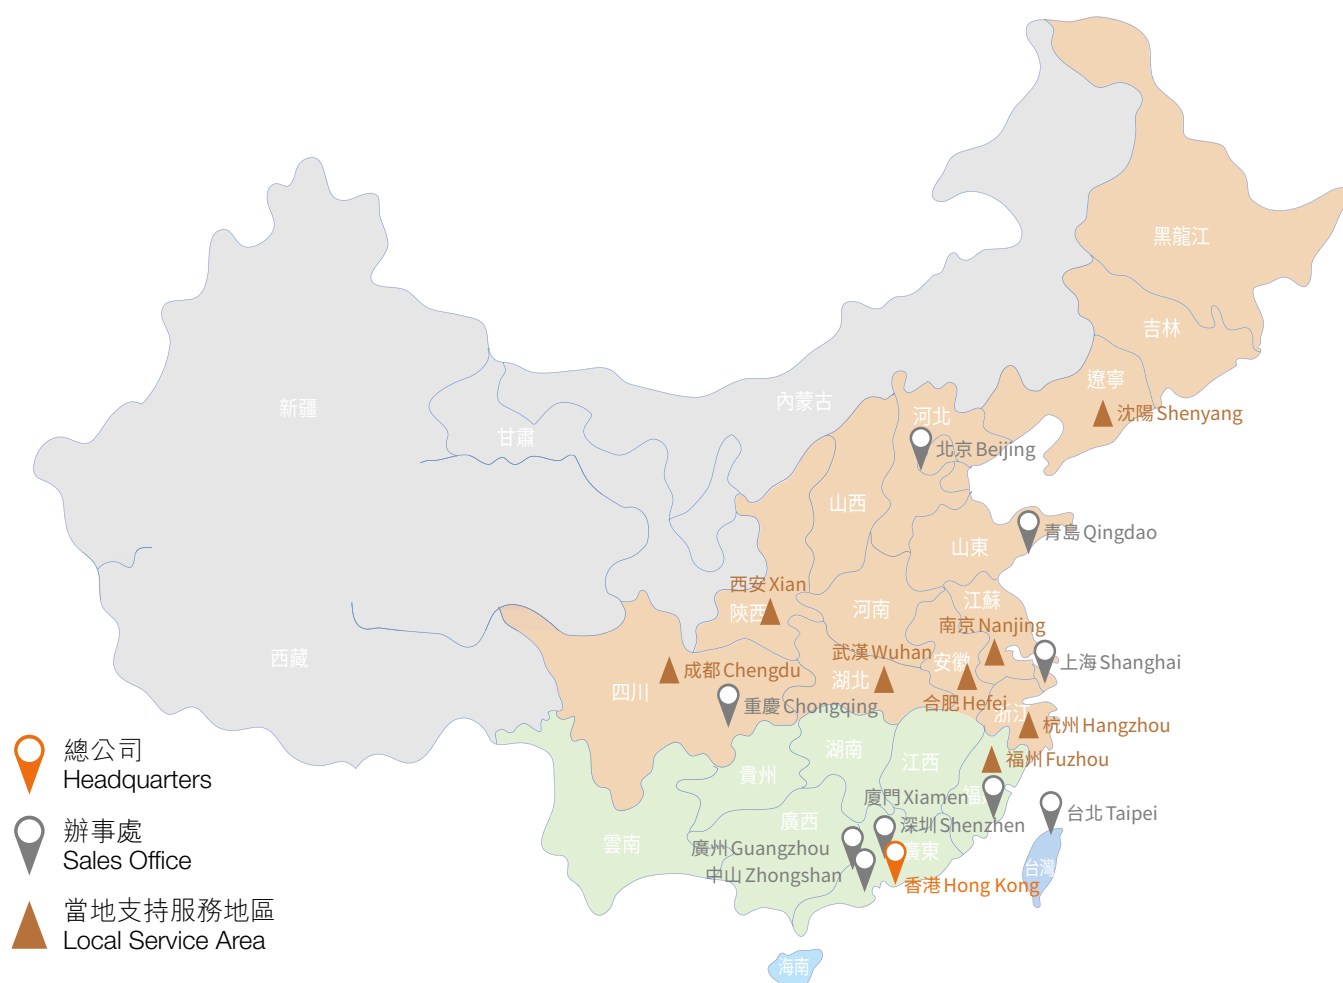 黑龍江
吉林
遼寧
沈陽 Shenyang
內蒙古
新疆
甘肅
河北
北京 Beijing
山西
山東
青島 Qingdao
西安 Xian
陝西
河南
江蘇
南京 Nanjing
西藏
武漢 Wuhan
安徽
上海 Shanghai
成都 Chengdu
四川
湖北
重慶 Chongqing
合肥 Hefei
浙江
杭州 Hangzhou
湖南
江西
福州 Fuzhou
貴州
廈門 Xiamen
福
台北 Taipei
廣西
深圳 Shenzhen
雲南
廣州 Guangzhou
廣東
中山 Zhongshan
香港 Hong Kong
台灣
海南
總公司
Headquarters
辦事處
Sales Office
當地支持服務地區
Local Service Area